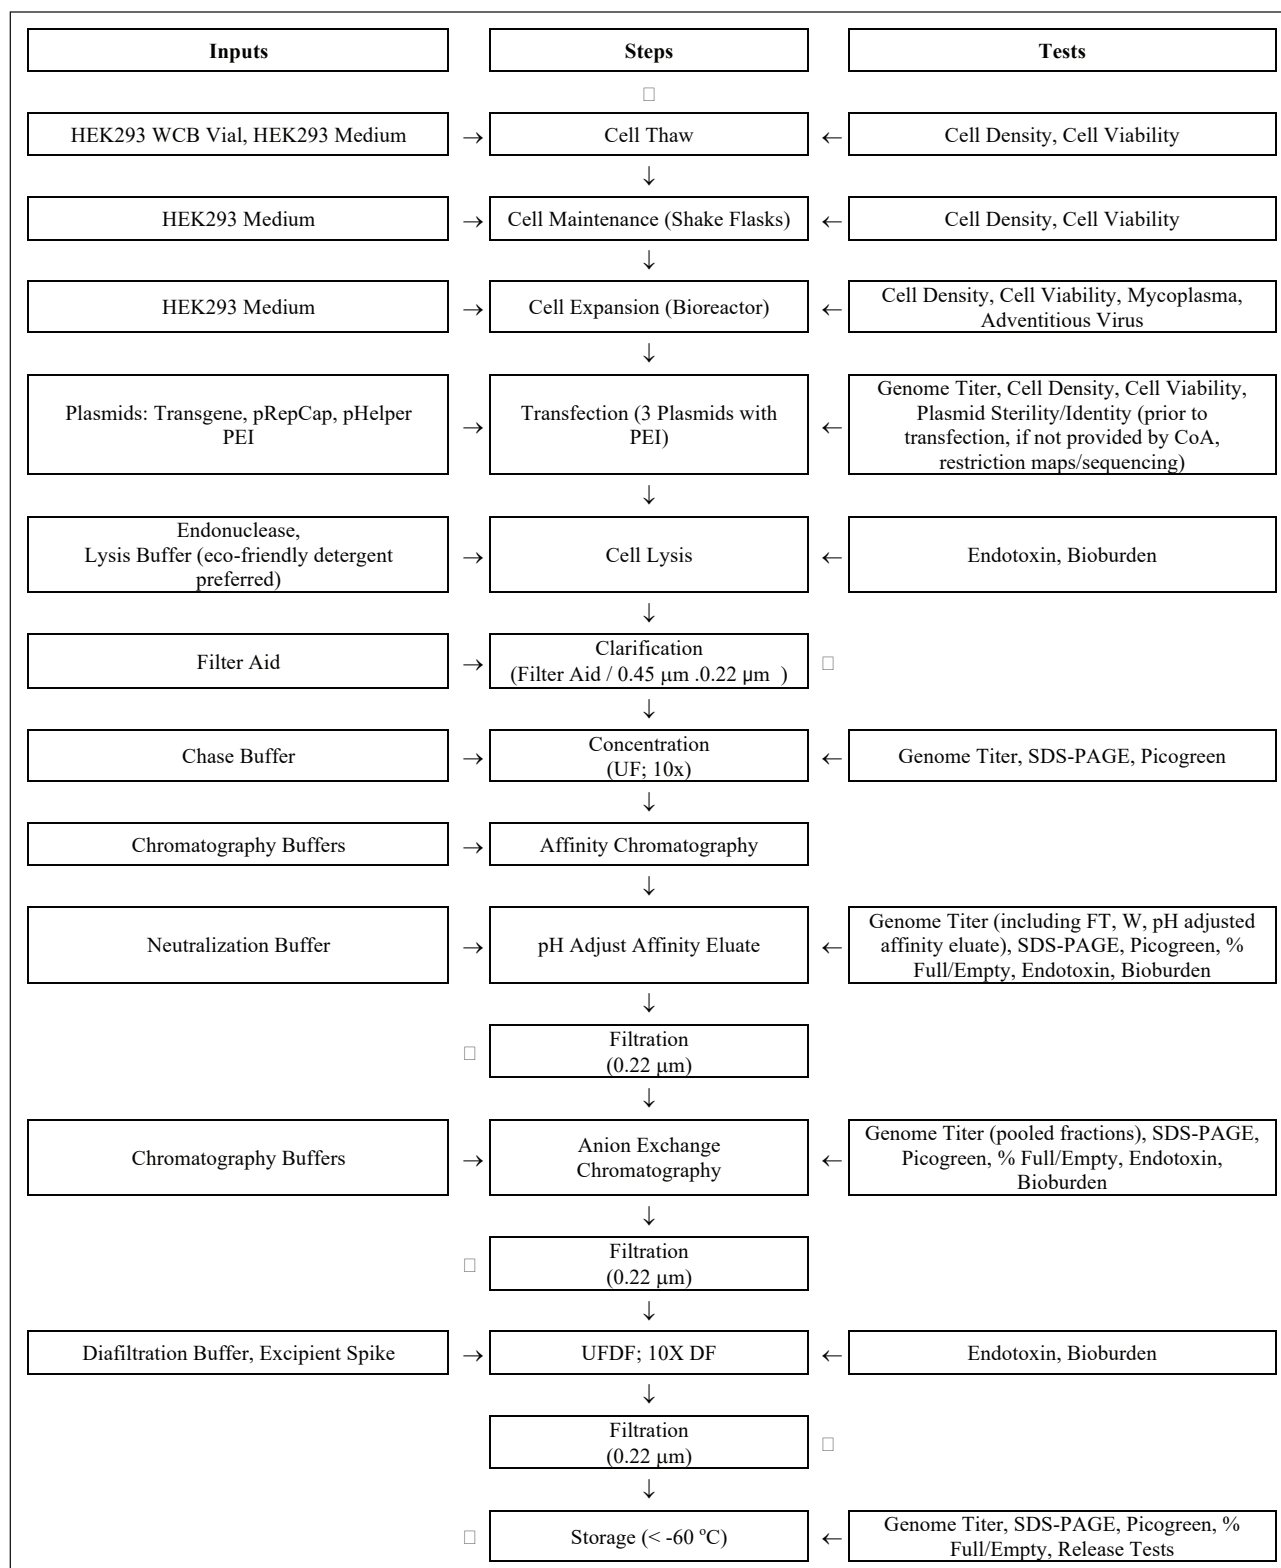 Inputs
Steps
Tests
HEK293 WCB Vial, HEK293 Medium
→
Cell Thaw
←
Cell Density, Cell Viability
↓
HEK293 Medium
→
Cell Maintenance (Shake Flasks)
←
Cell Density, Cell Viability
↓
HEK293 Medium
→
Cell Expansion (Bioreactor)
←
Cell Density, Cell Viability, Mycoplasma,
Adventitious Virus
↓
Plasmids: Transgene, pRepCap, pHelper
PEI
→
Transfection (3 Plasmids with
PEI)
←
Genome Titer, Cell Density, Cell Viability,
Plasmid Sterility/Identity (prior to
transfection, if not provided by CoA,
restriction maps/sequencing)
↓
Endonuclease,
Lysis Buffer (eco-friendly detergent
preferred)
→
Cell Lysis
←
Endotoxin, Bioburden
↓
Filter Aid
→
Clarification
(Filter Aid / 0.45 µm .0.22 µm )
↓
Chase Buffer
→
Concentration
(UF; 10x)
←
Genome Titer, SDS-PAGE, Picogreen
↓
Chromatography Buffers
→
Affinity Chromatography
↓
Neutralization Buffer
→
pH Adjust Affinity Eluate
←
Genome Titer (including FT, W, pH adjusted
affinity eluate), SDS-PAGE, Picogreen, %
Full/Empty, Endotoxin, Bioburden
↓
Filtration
(0.22 µm)
↓
Chromatography Buffers
→
Anion Exchange
Chromatography
←
Genome Titer (pooled fractions), SDS-PAGE,
Picogreen, % Full/Empty, Endotoxin,
Bioburden
↓
Filtration
(0.22 µm)
↓
Diafiltration Buffer, Excipient Spike
→
UFDF; 10X DF
←
Endotoxin, Bioburden
↓
Filtration
(0.22 µm)
↓
Storage (< -60 °C)
←
Genome Titer, SDS-PAGE, Picogreen, %
Full/Empty, Release Tests